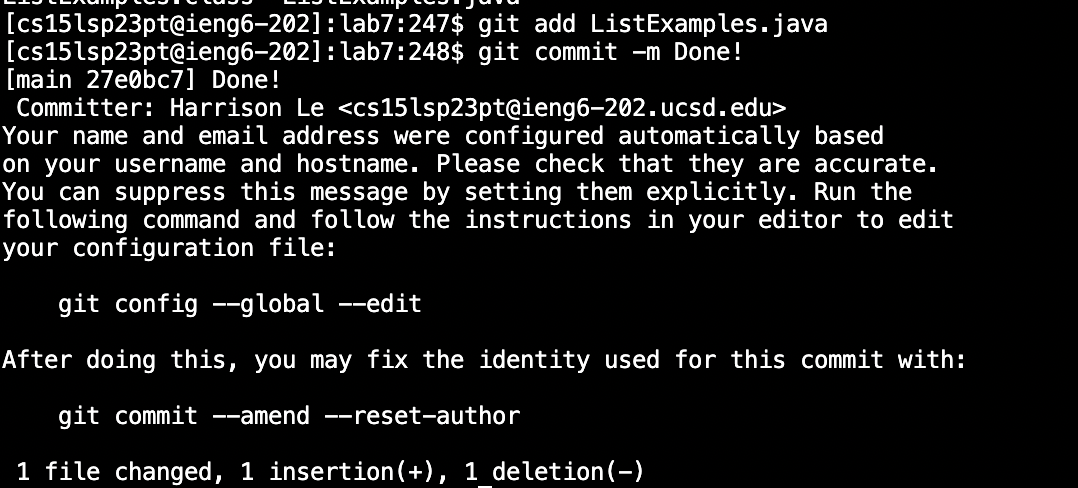 ListExamples.class ListExamples.java
[cs15lsp23pt@ieng6-202]:lab7:247$ git add ListExamples.java
[cs15lsp23pt@ieng6-202]:lab7:248$ git commit -m Done!
[main 27e0bc7] Done!
 Committer: Harrison Le <cs15lsp23pt@ieng6-202.ucsd.edu>
Your name and email address were configured automatically based
on your username and hostname. Please check that they are accurate.
You can suppress this message by setting them explicitly. Run the
following command and follow the instructions in your editor to edit
your configuration file:

    git config --global --edit

After doing this, you may fix the identity used for this commit with:

    git commit --amend --reset-author

 1 file changed, 1 insertion(+), 1 deletion(-)